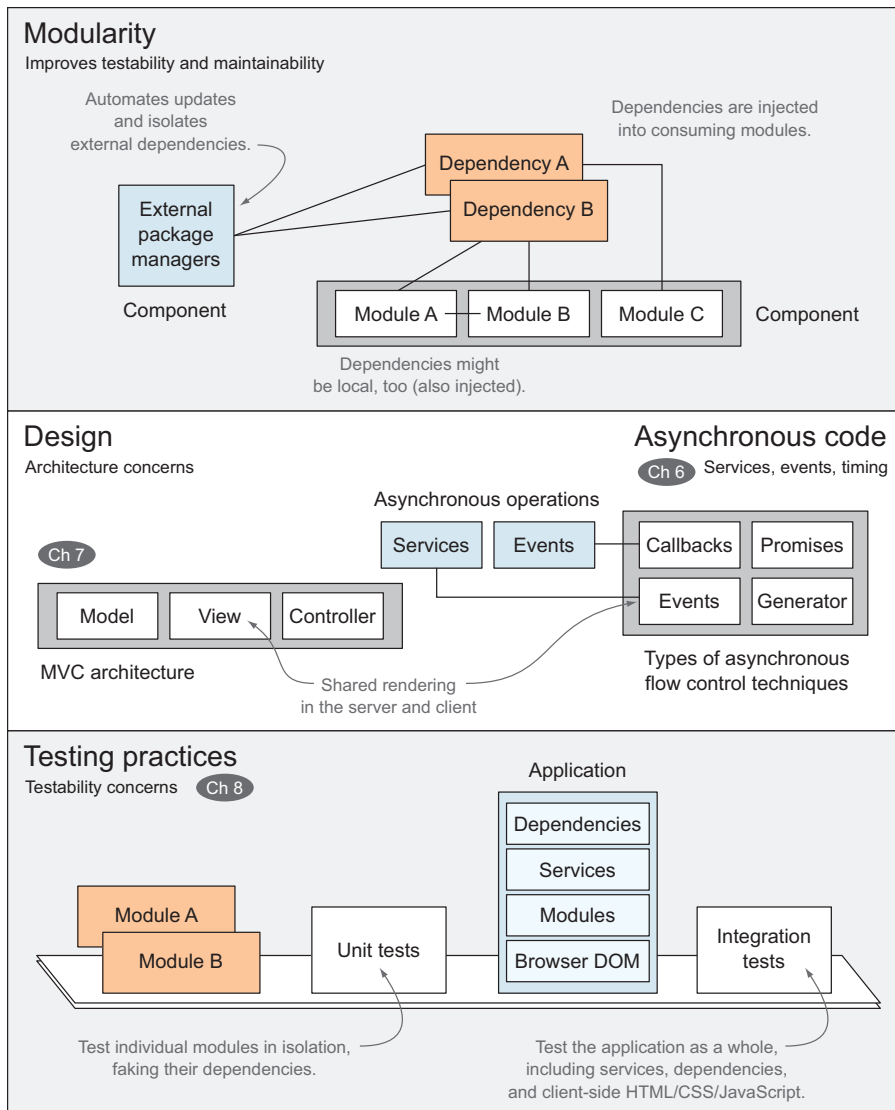 Modularity
Improves testability and maintainability
Automates updates
and isolates
external dependencies.
Dependencies are injected
into consuming modules.
Dependency A
Dependency B
External
package
managers
Component
Module A
Module B
Module C
Component
Dependencies might
be local, too (also injected).
Design
Architecture concerns
Asynchronous code
Ch 6
Services, events, timing
Asynchronous operations
Services
Events
Callbacks
Promises
Events
Generator
Types of asynchronous
flow control techniques
Ch 7
Model
View
Controller
MVC architecture
Shared rendering
in the server and client
Testing practices
Testability concerns
Ch 8
Application
Dependencies
Services
Modules
Browser DOM
Module A
Module B
Unit tests
Integration
tests
Test individual modules in isolation,
faking their dependencies.
Test the application as a whole,
including services, dependencies,
and client-side HTML/CSS/JavaScript.